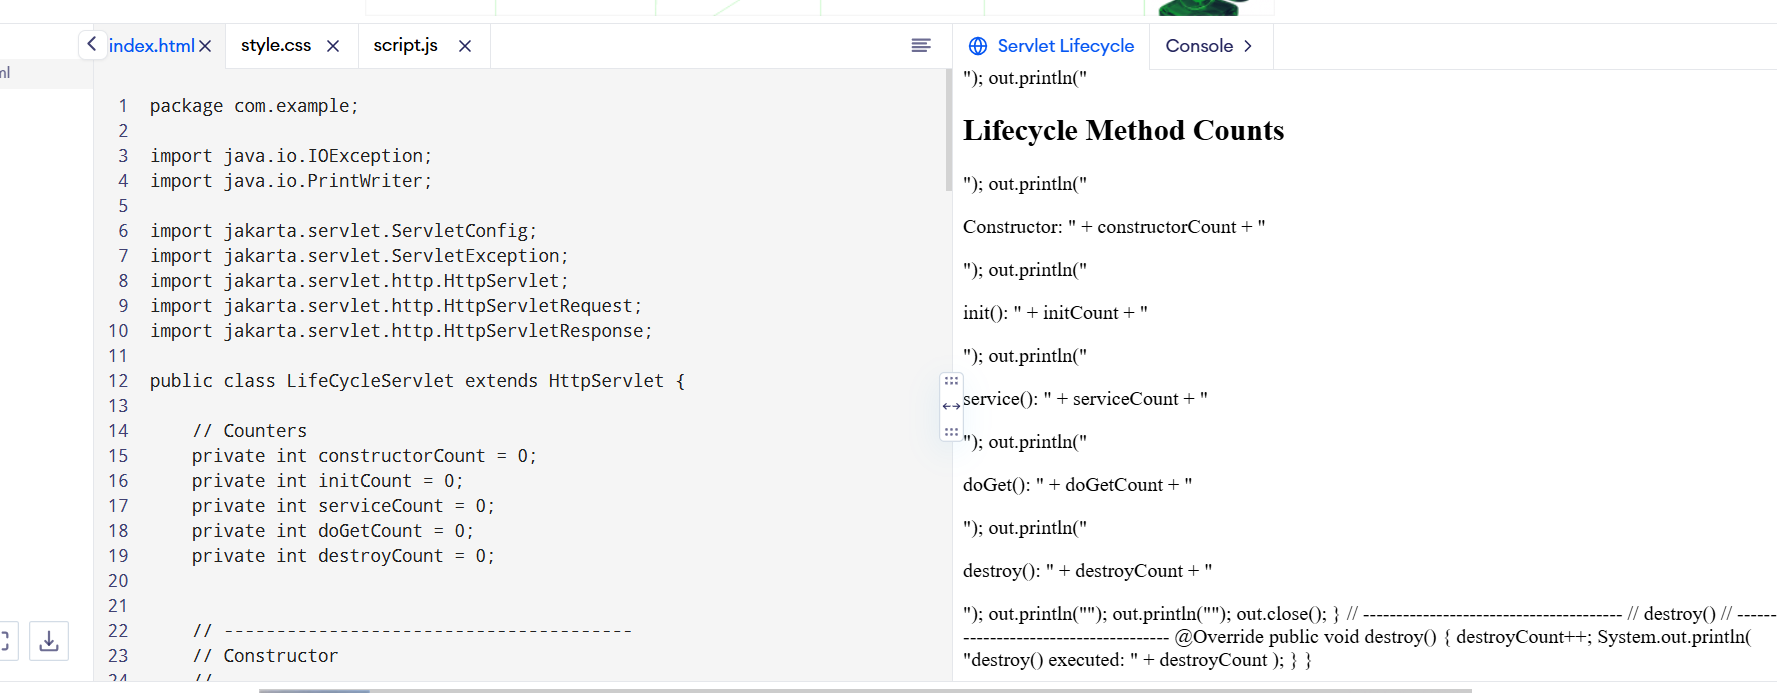 index.html
style.css
script.js
Servlet Lifecycle
Console
ml
1 package com.example;
2
3 import java.io.IOException;
4 import java.io.PrintWriter;
5
6 import jakarta.servlet.ServletConfig;
7 import jakarta.servlet.ServletException;
8 import jakarta.servlet.http.HttpServlet;
9 import jakarta.servlet.http.HttpServletRequest;
10 import jakarta.servlet.http.HttpServletResponse;
11
12 public class LifeCycleServlet extends HttpServlet {
13
14 // Counters
15 private int constructorCount = 0;
16 private int initCount = 0;
17 private int serviceCount = 0;
18 private int doGetCount = 0;
19 private int destroyCount = 0;
20
21
22 // ---------------------------------------
23 // Constructor
24 //
"); out.println("
Lifecycle Method Counts
"); out.println("
Constructor: " + constructorCount + "
"); out.println("
init(): " + initCount + "
"); out.println("
service(): " + serviceCount + "
"); out.println("
doGet(): " + doGetCount + "
"); out.println("
destroy(): " + destroyCount + "
"); out.println(""); out.println(""); out.close(); } // --------------------------------------- // destroy() // ------
------------------------------- @Override public void destroy() { destroyCount++; System.out.println(
"destroy() executed: " + destroyCount ); } }